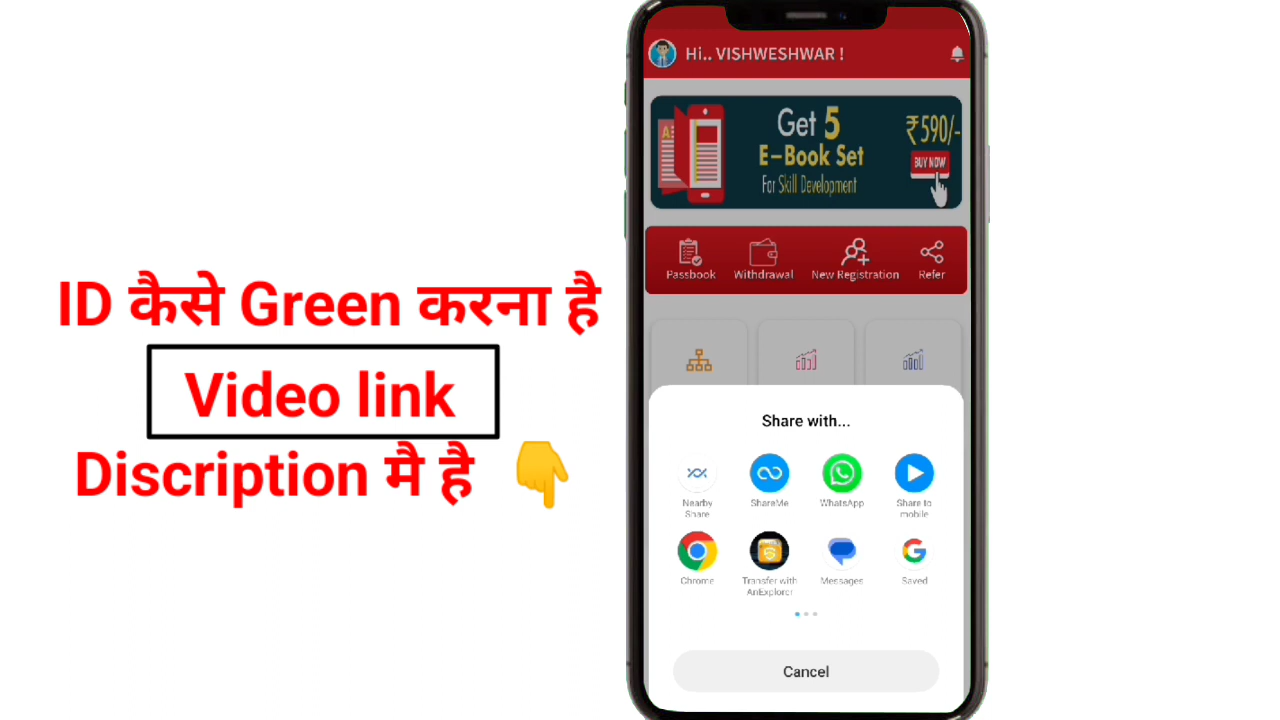 ID कैसे Green करना है
Video link
Discription मै है 👇
Hi.. VISHWESHWAR !
Get 5
E-Book Set
For Skill Development
₹590/-
BUY NOW
A
Passbook
Withdrawal
New Registration
Refer
Share with...
Nearby
Share
ShareMe
WhatsApp
Share to
mobile
Chrome
Transfer with
AnExplorer
Messages
Saved
Cancel